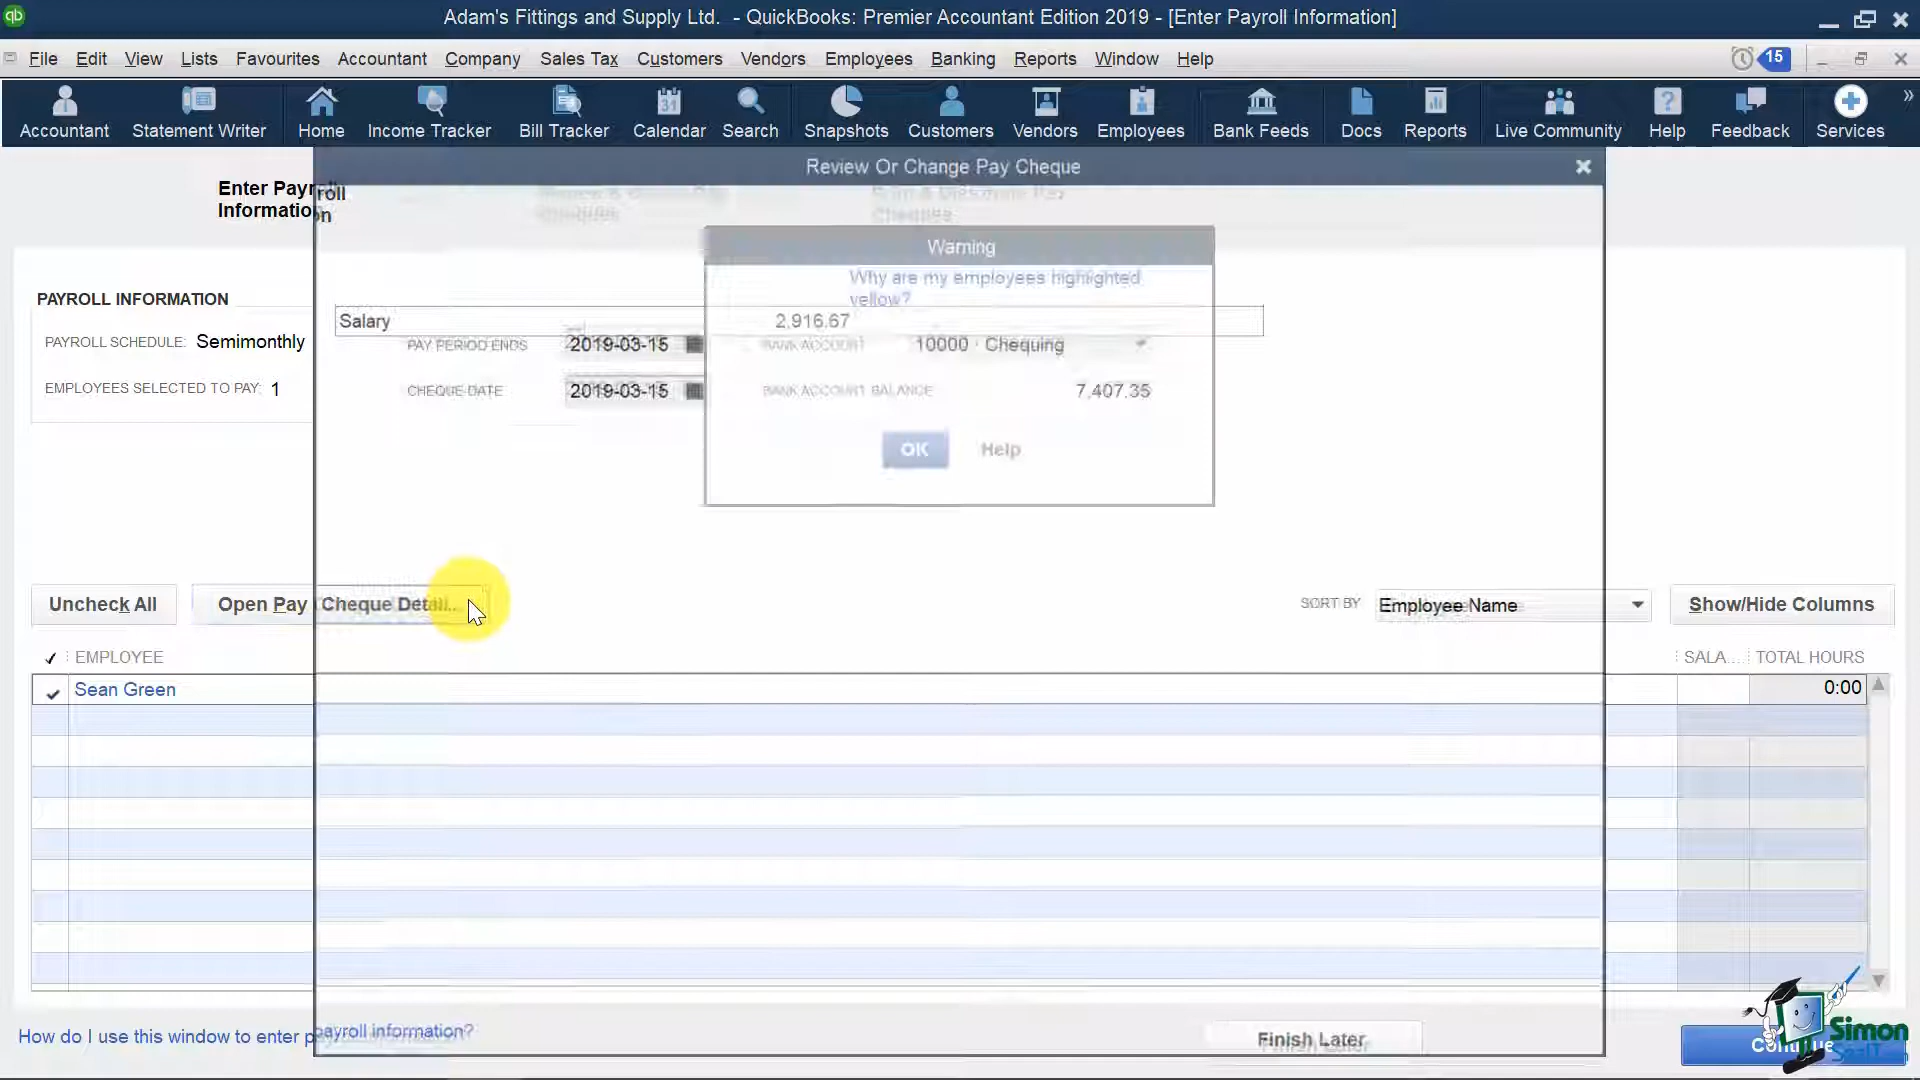 Adam's Fittings and Supply Ltd.  - QuickBooks: Premier Accountant Edition 2019 - [Enter Payroll Information]
File Edit View Lists Favourites Accountant Company Sales Tax Customers Vendors Employees Banking Reports Window Help
15
Accountant Statement Writer Home Income Tracker Bill Tracker Calendar Search Snapshots Customers Vendors Employees Bank Feeds Docs Reports Live Community Help Feedback Services
Review Or Change Pay Cheque
Enter Payroll
Information
Cheques
Cheques
Warning
Why are my employees highlighted
yellow?
PAYROLL INFORMATION
Salary 2,916.67
PAYROLL SCHEDULE: Semimonthly
PAY PERIOD ENDS 2019-03-15 BANK ACCOUNT 10000 · Chequing
EMPLOYEES SELECTED TO PAY: 1
CHEQUE DATE 2019-03-15 BANK ACCOUNT BALANCE 7,407.35
OK Help
Uncheck All Open Pay Cheque Detail... SORT BY Employee Name Show/Hide Columns
EMPLOYEE SALA... TOTAL HOURS
Sean Green 0:00
How do I use this window to enter payroll information?
Finish Later
Continue
Simon
Sez IT